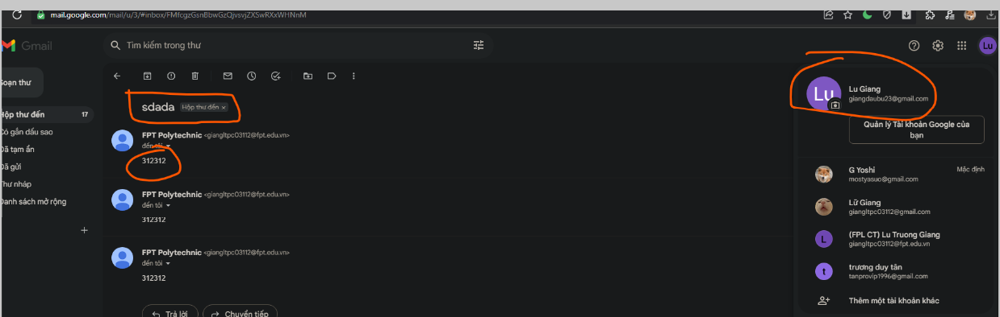 mail.google.com/mail/u/3/#inbox/FMfcgzGsnBbwGzQjvsvjZXSwRXxWHNnM
Gmail
Tìm kiếm trong thư
Lu
Soạn thư
Hộp thư đến 17
Có gắn dấu sao
Đã tạm ẩn
Đã gửi
Thư nháp
Danh sách mở rộng
sdada Hộp thư đến x
FPT Polytechnic <giangltpc03112@fpt.edu.vn>
đến tôi
312312
FPT Polytechnic <giangltpc03112@fpt.edu.vn>
đến tôi
312312
FPT Polytechnic <giangltpc03112@fpt.edu.vn>
đến tôi
312312
Trả lời Chuyển tiếp
Lu
Lu Giang
giangdaubu23@gmail.com
Quản lý Tài khoản Google của
bạn
G Yoshi Mặc định
mostyasuo@gmail.com
Lữ Giang
giangltpc03112@gmail.com
L
(FPL CT) Lu Truong Giang
giangltpc03112@fpt.edu.vn
t
trương duy tân
tanprovip1996@gmail.com
Thêm một tài khoản khác